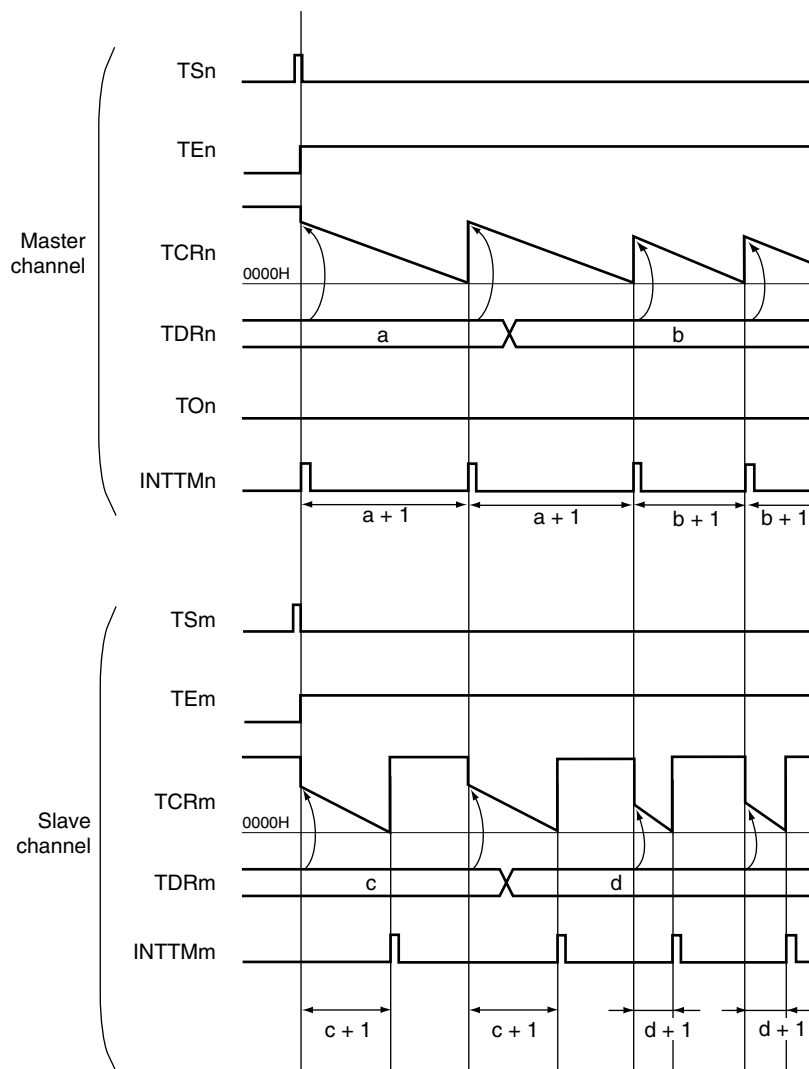 TSn
TEn
Master
channel
TCRn
0000H
TDRn
a
b
TOn
INTTMn
a + 1
a + 1
b + 1
b + 1
TSm
TEm
Slave
channel
TCRm
0000H
TDRm
c
d
INTTMm
c + 1
c + 1
d + 1
d + 1